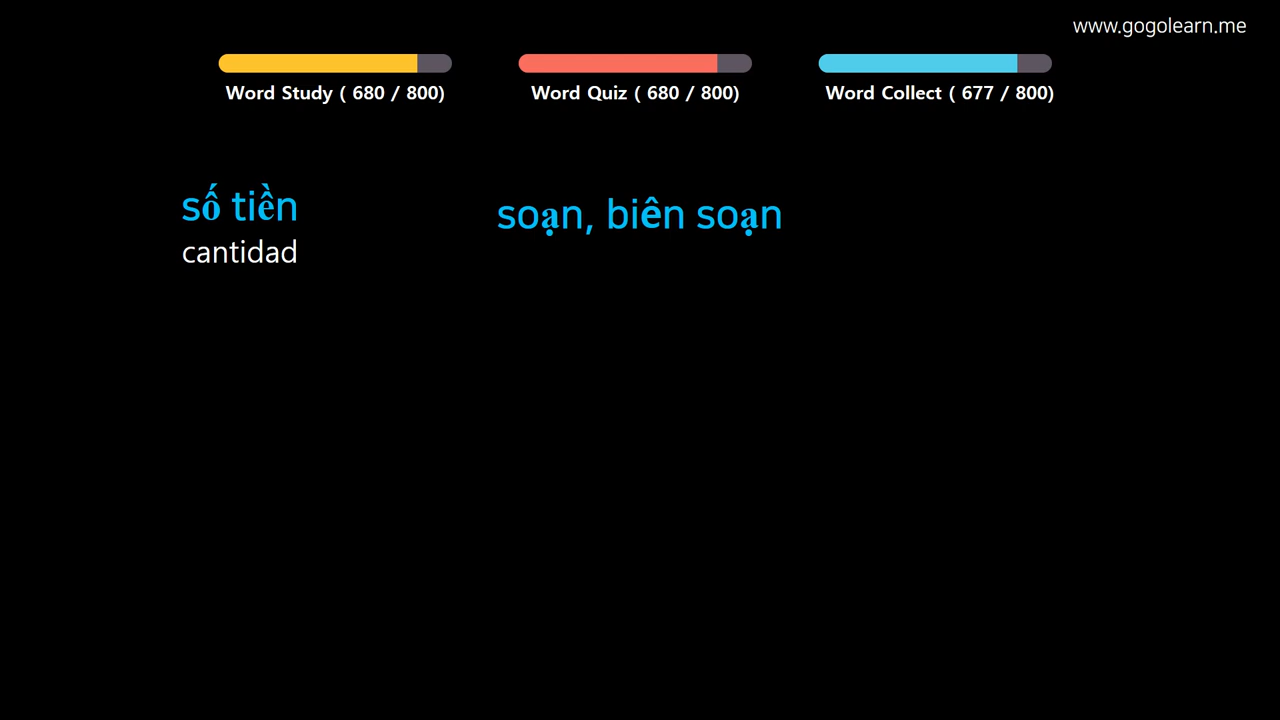 www.gogolearn.me
Word Study ( 680 / 800)
Word Quiz ( 680 / 800)
Word Collect ( 677 / 800)
số tiền
cantidad
soạn, biên soạn